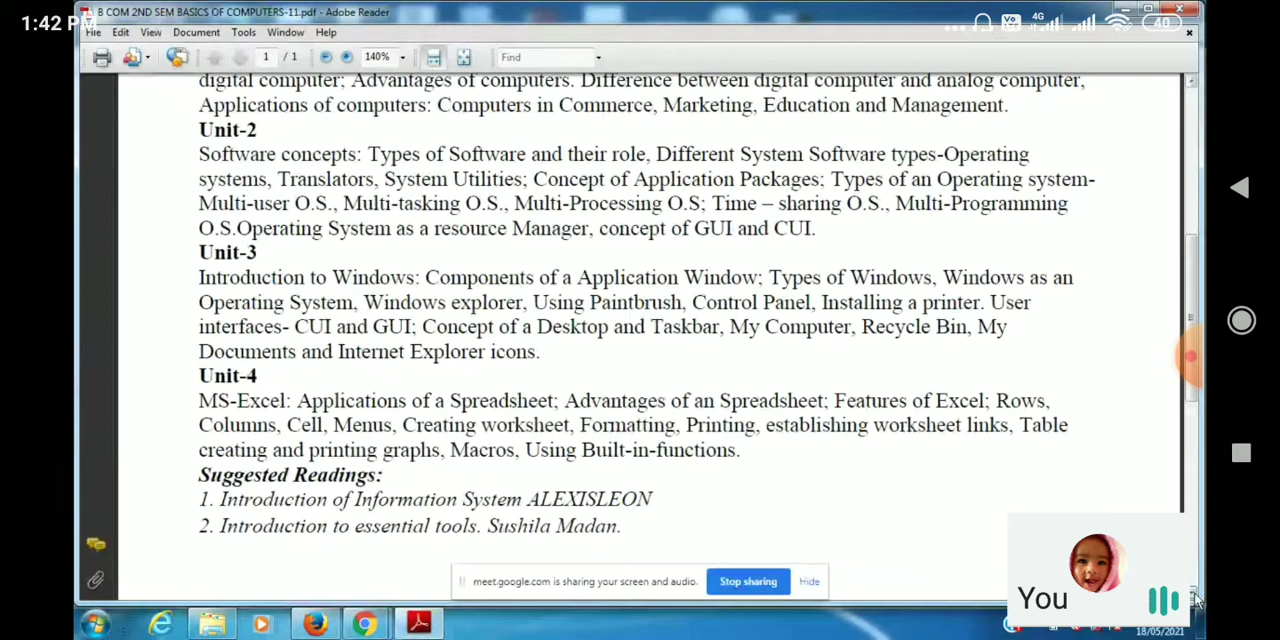 1:42 PM
B COM 2ND SEM BASICS OF COMPUTERS-11.pdf - Adobe Reader
4G
40
File Edit View Document Tools Window Help
1 / 1 140% Find
digital computer; Advantages of computers. Difference between digital computer and analog computer,
Applications of computers: Computers in Commerce, Marketing, Education and Management.
Unit-2
Software concepts: Types of Software and their role, Different System Software types-Operating
systems, Translators, System Utilities; Concept of Application Packages; Types of an Operating system-
Multi-user O.S., Multi-tasking O.S., Multi-Processing O.S; Time – sharing O.S., Multi-Programming
O.S.Operating System as a resource Manager, concept of GUI and CUI.
Unit-3
Introduction to Windows: Components of a Application Window; Types of Windows, Windows as an
Operating System, Windows explorer, Using Paintbrush, Control Panel, Installing a printer. User
interfaces- CUI and GUI; Concept of a Desktop and Taskbar, My Computer, Recycle Bin, My
Documents and Internet Explorer icons.
Unit-4
MS-Excel: Applications of a Spreadsheet; Advantages of an Spreadsheet; Features of Excel; Rows,
Columns, Cell, Menus, Creating worksheet, Formatting, Printing, establishing worksheet links, Table
creating and printing graphs, Macros, Using Built-in-functions.
Suggested Readings:
1. Introduction of Information System ALEXISLEON
2. Introduction to essential tools. Sushila Madan.
meet.google.com is sharing your screen and audio. Stop sharing Hide
You
18/05/2021